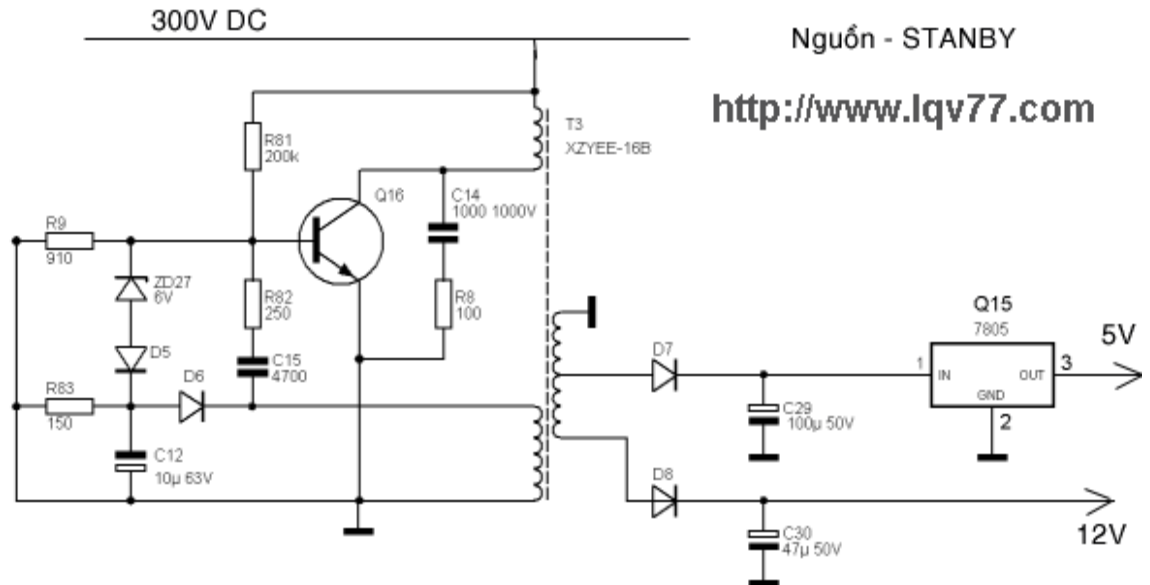 300V DC
Nguồn - STANBY
http://www.lqv77.com
T3
XZYEE-16B
R81
200k
Q16
C14
1000 1000V
R9
910
ZD27
6V
R82
250
R8
100
Q15
7805
5V
D5
C15
4700
D7
1
IN
OUT
3
GND
2
R83
150
D6
C29
100µ 50V
C12
10µ 63V
D8
12V
C30
47µ 50V